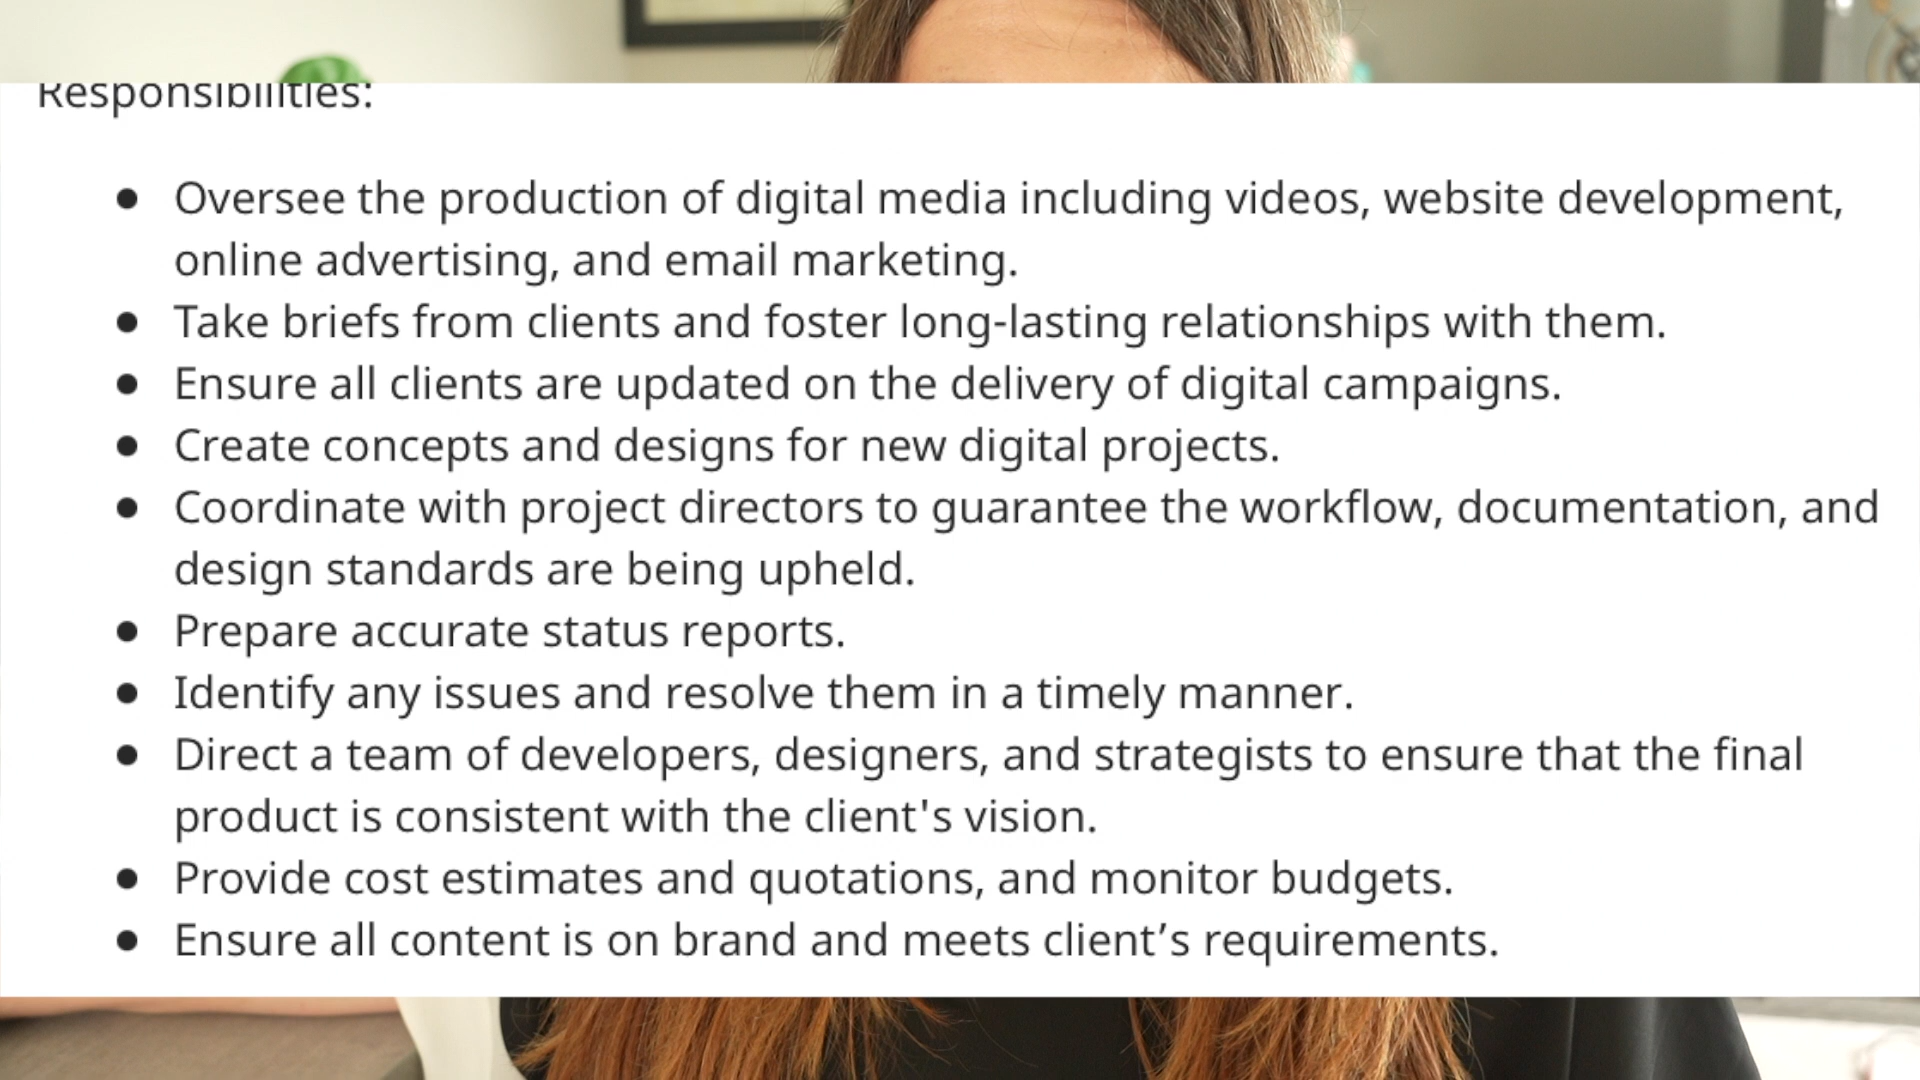 Responsibilities:
● Oversee the production of digital media including videos, website development,
online advertising, and email marketing.
● Take briefs from clients and foster long-lasting relationships with them.
● Ensure all clients are updated on the delivery of digital campaigns.
● Create concepts and designs for new digital projects.
● Coordinate with project directors to guarantee the workflow, documentation, and
design standards are being upheld.
● Prepare accurate status reports.
● Identify any issues and resolve them in a timely manner.
● Direct a team of developers, designers, and strategists to ensure that the final
product is consistent with the client's vision.
● Provide cost estimates and quotations, and monitor budgets.
● Ensure all content is on brand and meets client’s requirements.